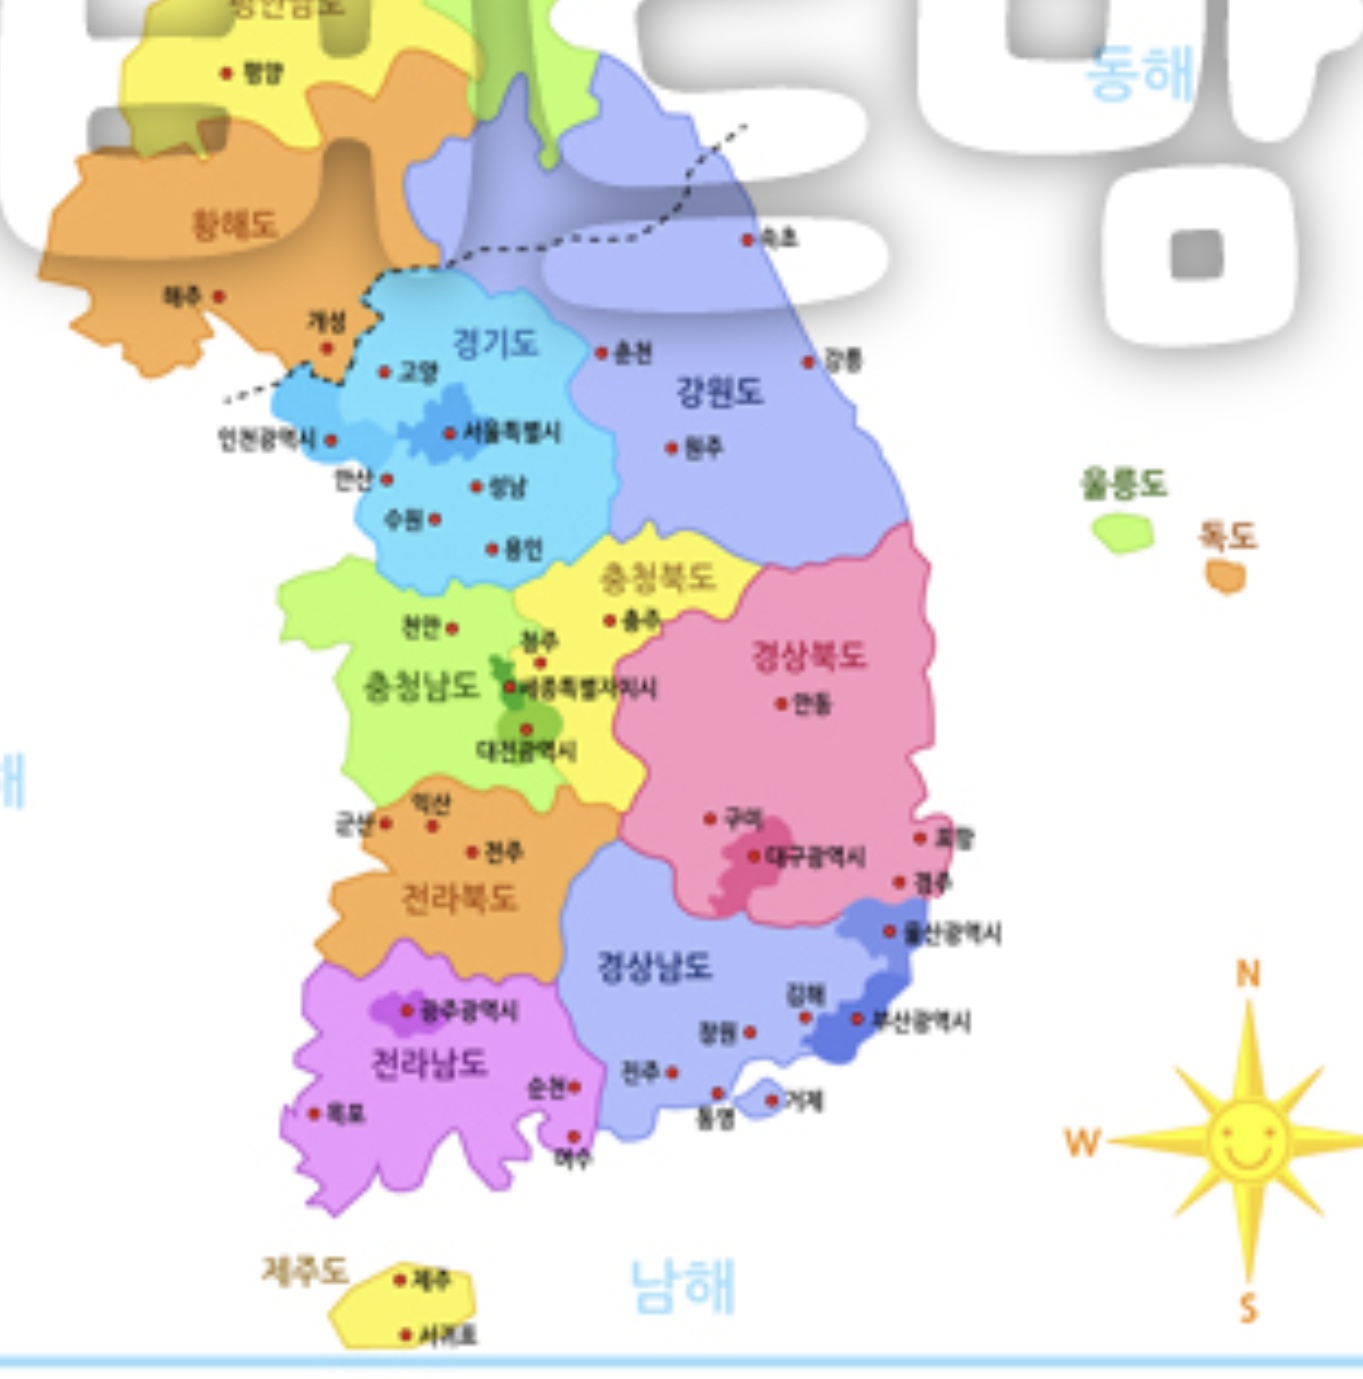 평안남도
평양
동해
황해도
속초
해주
개성
경기도
춘천
강릉
고양
강원도
인천광역시
서울특별시
원주
안산
성남
수원
용인
울릉도
독도
충청북도
충주
천안
청주
경상북도
충청남도
세종특별자치시
안동
대전광역시
해
익산
군산
구미
포항
전주
대구광역시
경주
전라북도
울산광역시
경상남도
N
김해
광주광역시
부산광역시
창원
전라남도
진주
순천
거제
통영
목포
W
여수
제주도
제주
남해
S
서귀포